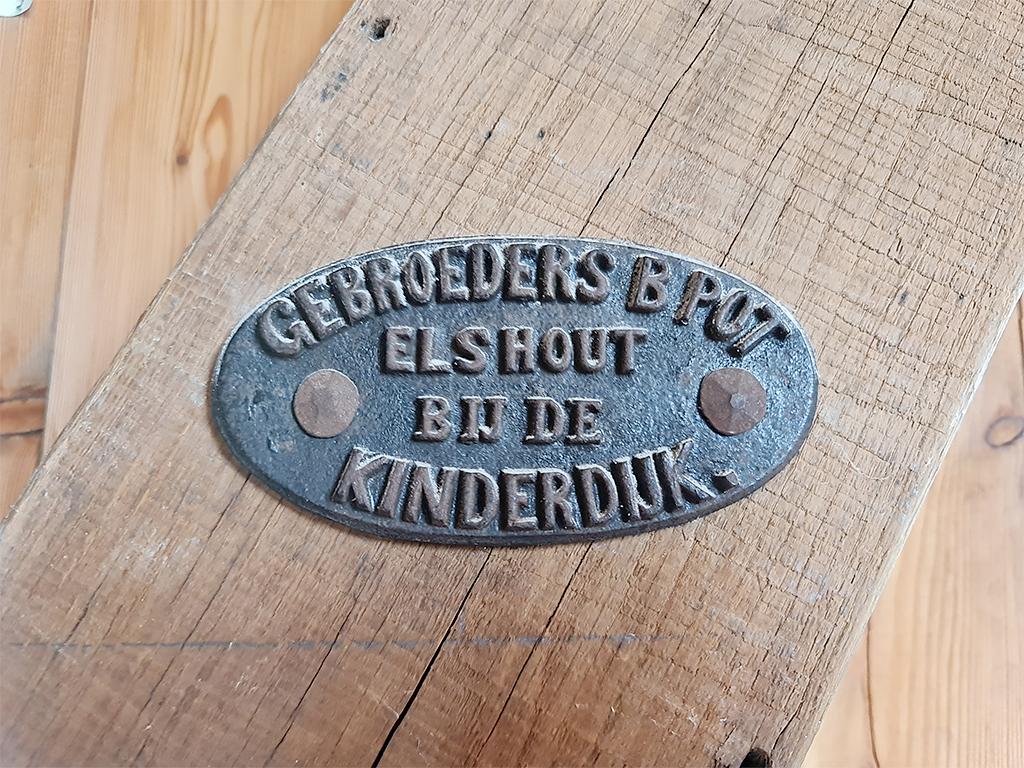 GEBROEDERS B POT
ELSHOUT
BIJ DE
KINDERDIJK.